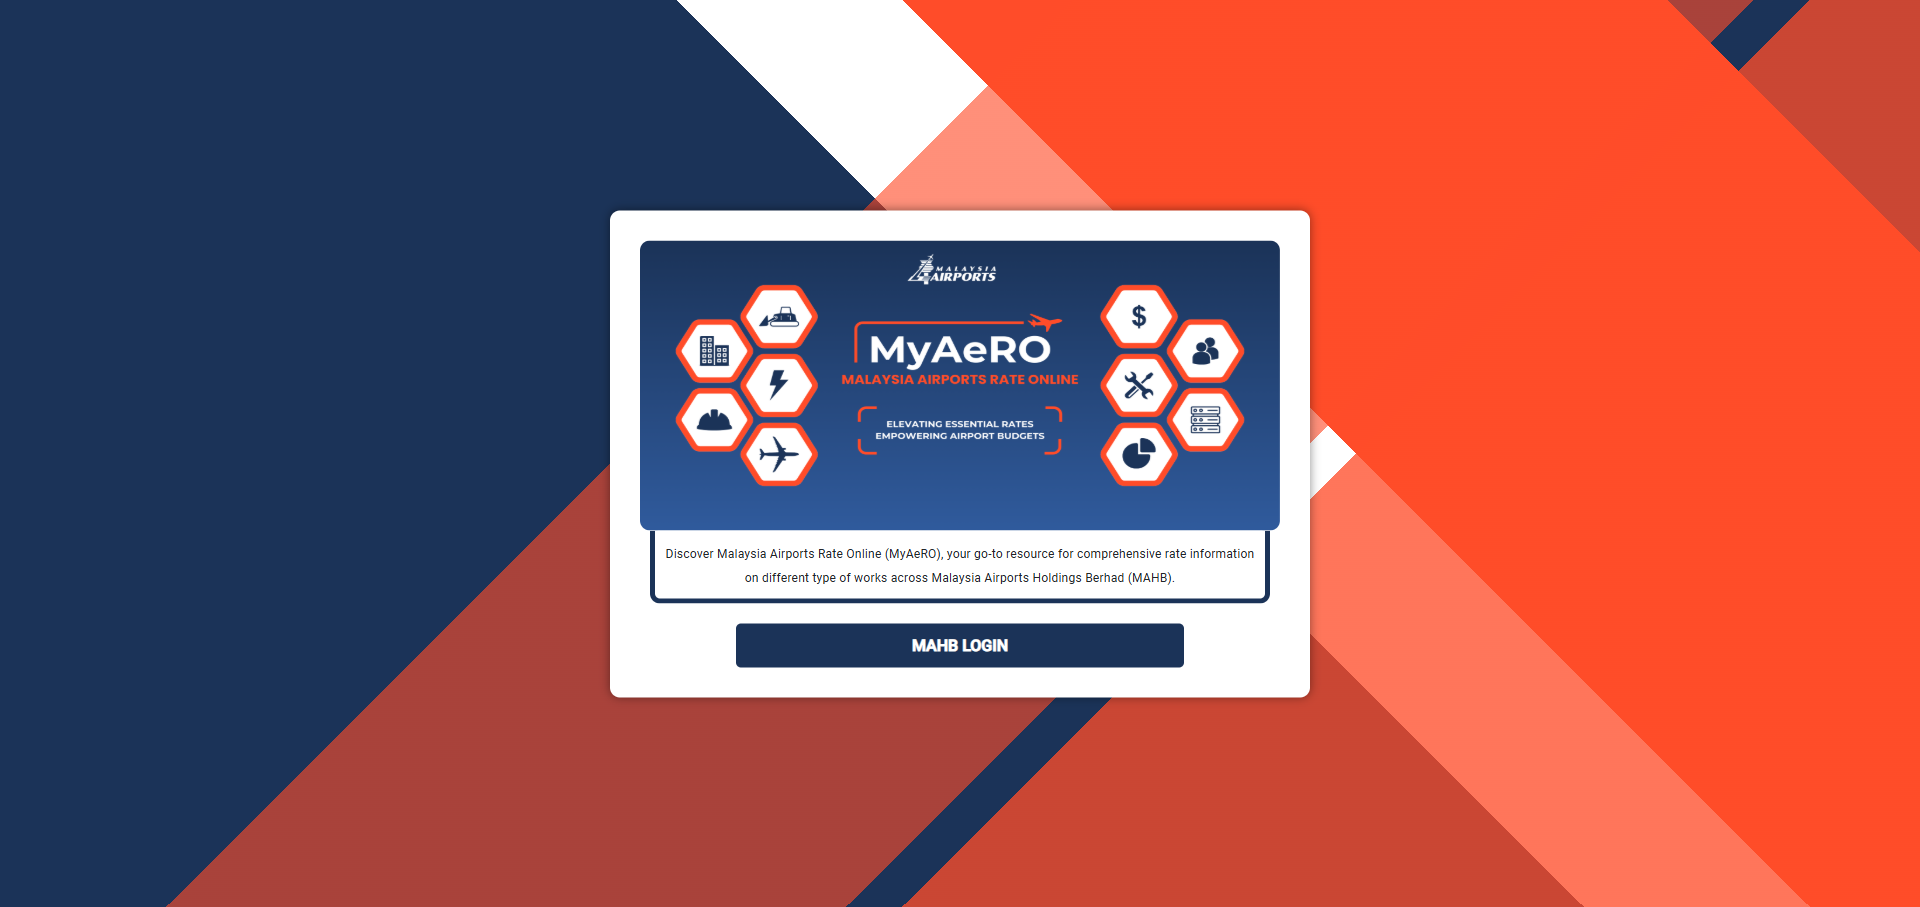 MALAYSIA
AIRPORTS
MyAeRO
MALAYSIA AIRPORTS RATE ONLINE
ELEVATING ESSENTIAL RATES
EMPOWERING AIRPORT BUDGETS
$
Discover Malaysia Airports Rate Online (MyAeRO), your go-to resource for comprehensive rate information
on different type of works across Malaysia Airports Holdings Berhad (MAHB).
MAHB LOGIN